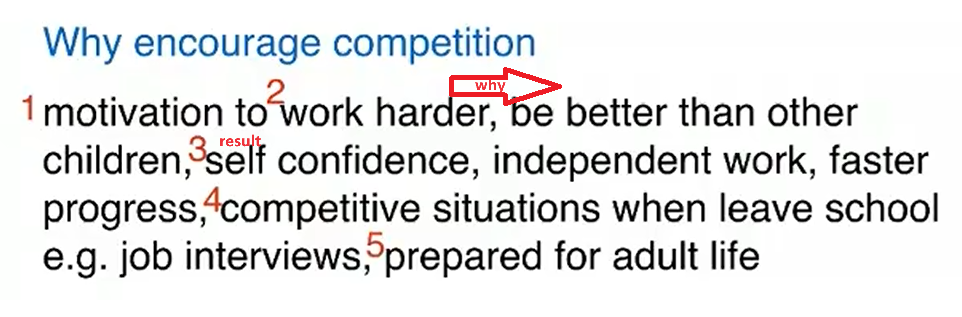 Why encourage competition
why
1 motivation to 2 work harder, be better than other
result
children, 3 self confidence, independent work, faster
progress, 4 competitive situations when leave school
e.g. job interviews, 5 prepared for adult life